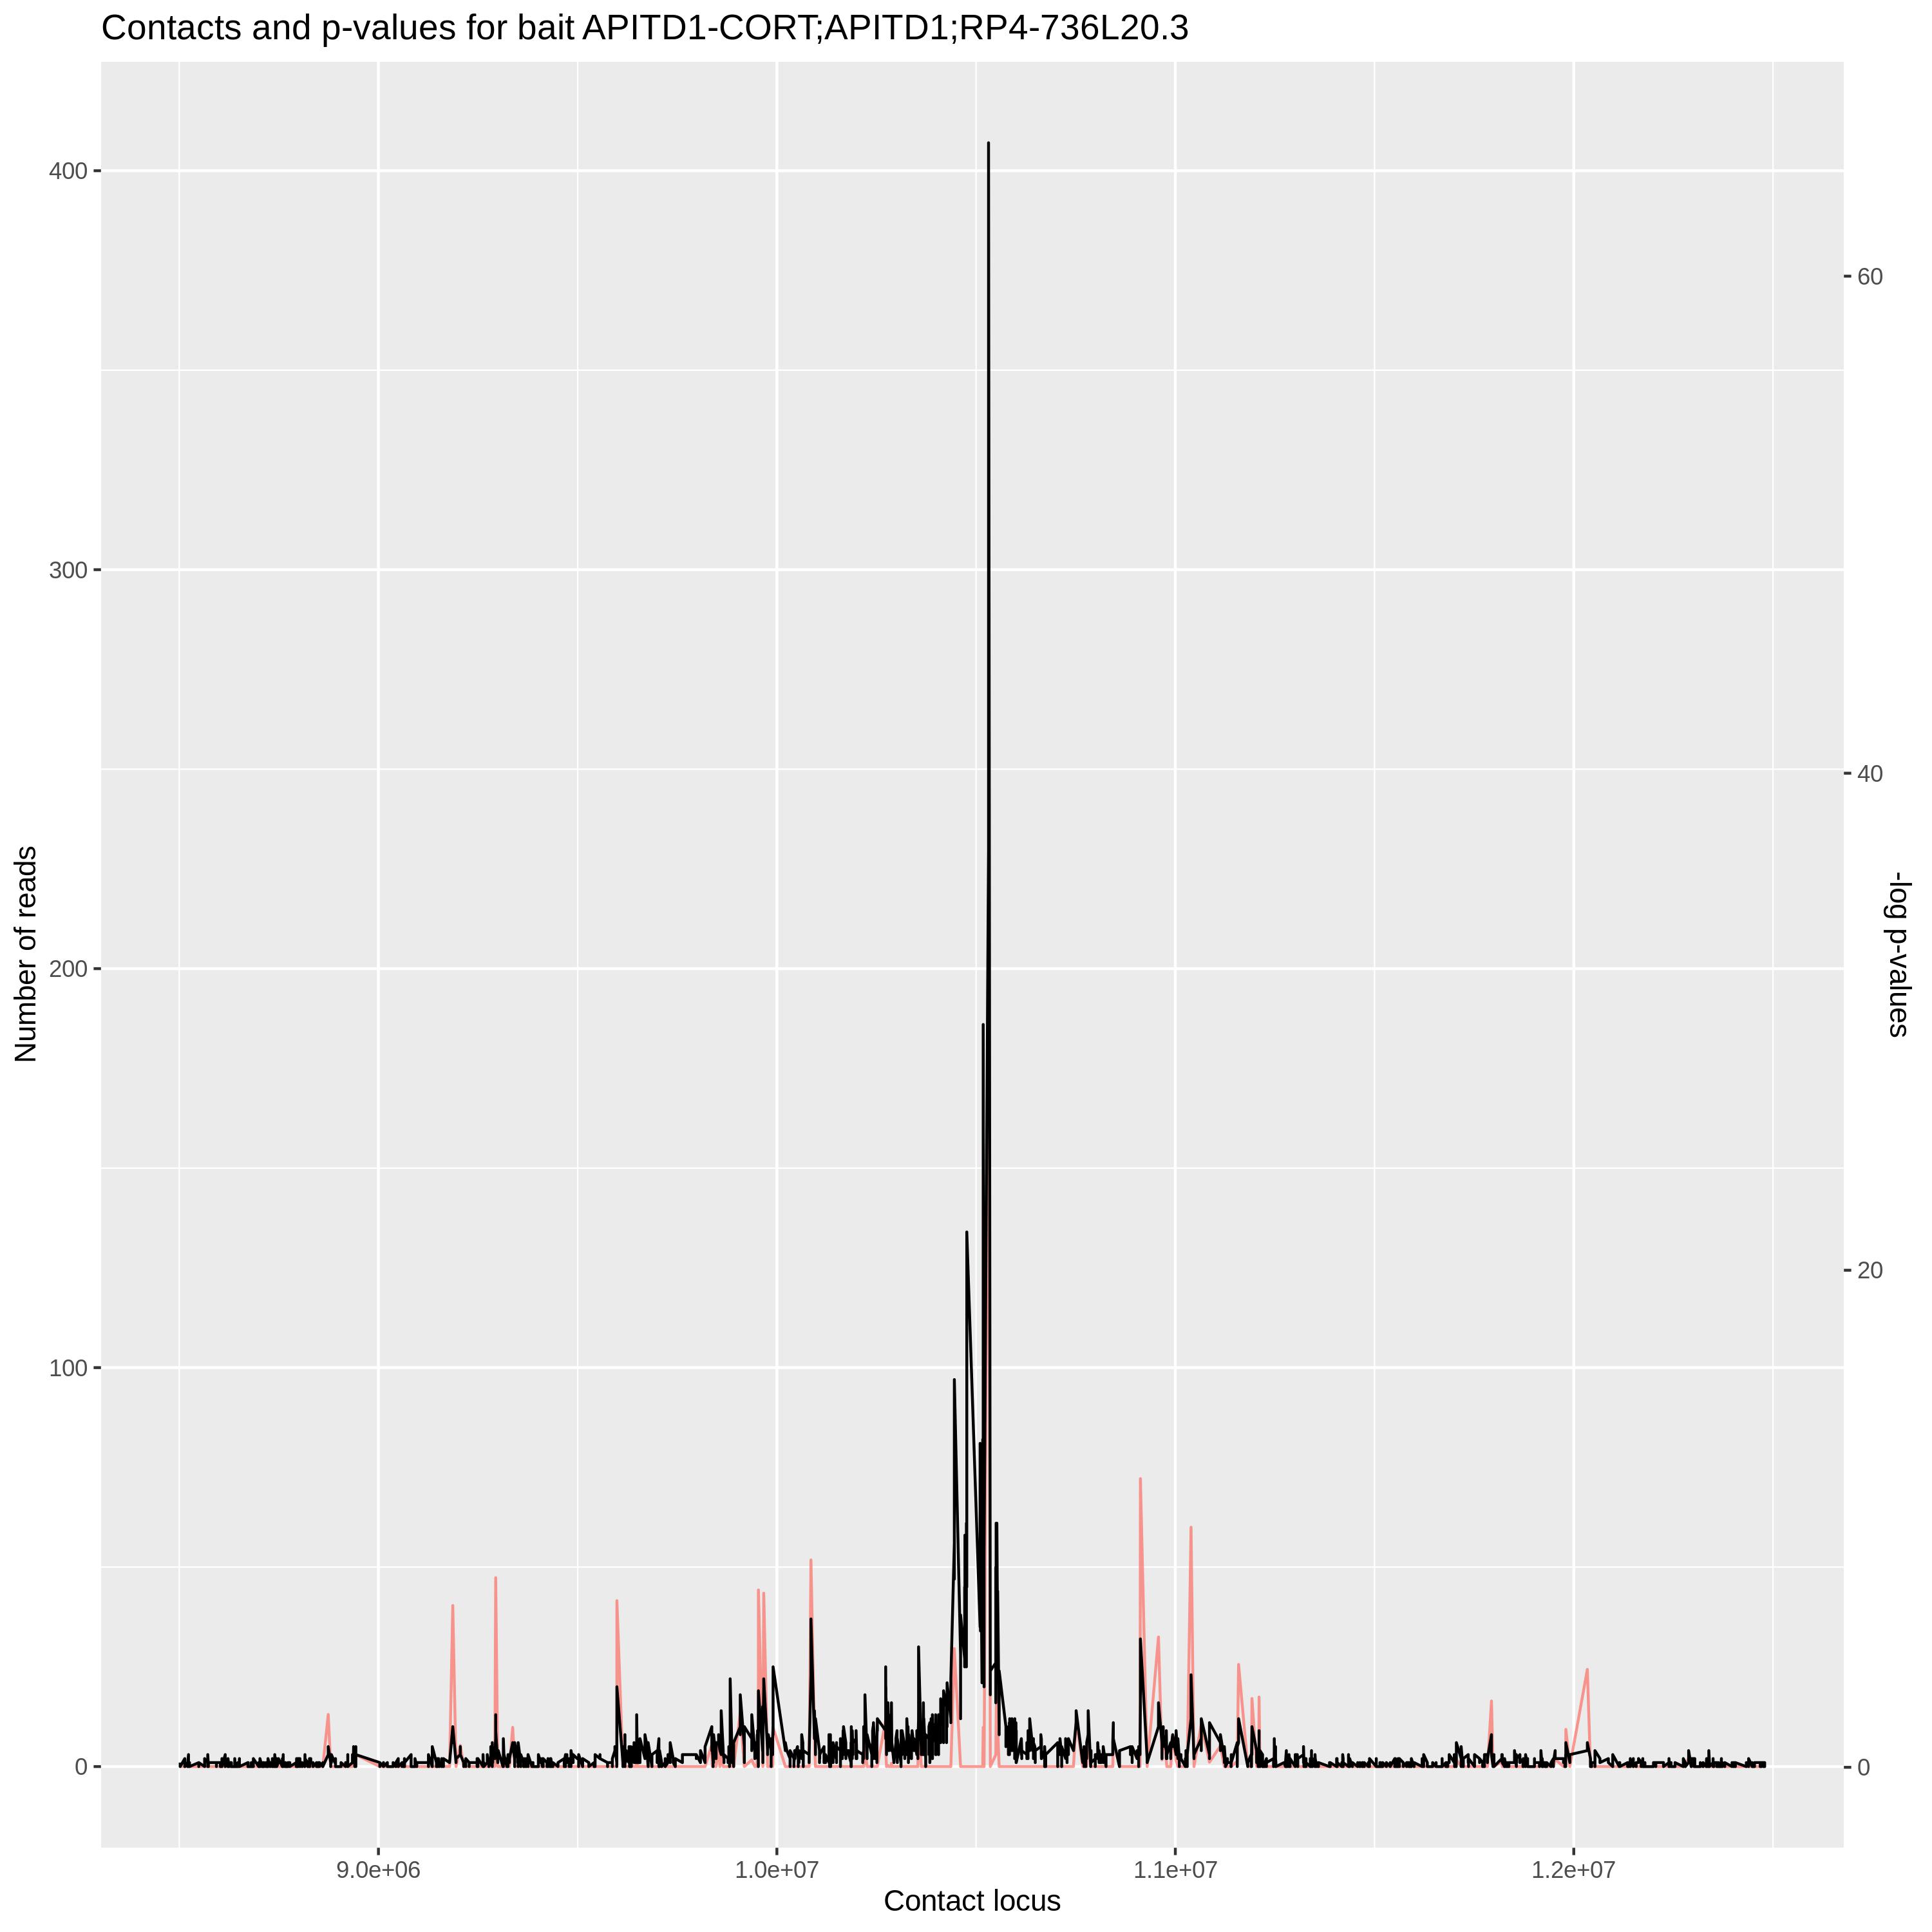 Contacts and p-values for bait APITD1-CORT;APITD1;RP4-736L20.3
400
300
200
100
0
Number of reads
60
40
20
0
-log p-values
9.0e+06
1.0e+07
1.1e+07
1.2e+07
Contact locus